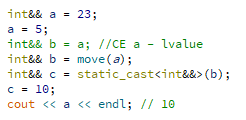 int&& a = 23;
a = 5;
int&& b = a; //CE a – lvalue
int&& b = move(a);
int&& c = static_cast<int&&>(b);
c = 10;
cout << a << endl; // 10